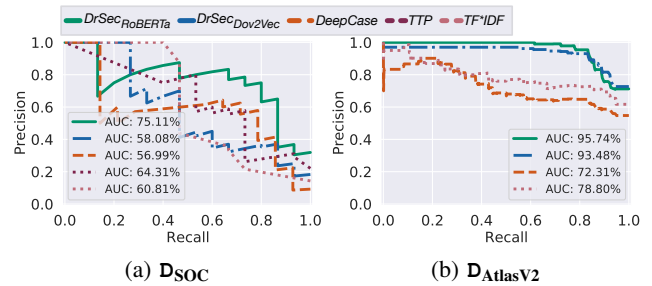 DrSec_RoBERTa DrSec_Dov2Vec DeepCase TTP TF*IDF
1.0
0.8
0.6
0.4
0.2
0.0
Precision
AUC: 75.11%
AUC: 58.08%
AUC: 56.99%
AUC: 64.31%
AUC: 60.81%
0.0 0.2 0.4 0.6 0.8 1.0
Recall
(a) D_SOC
1.0
0.8
0.6
0.4
0.2
0.0
Precision
AUC: 95.74%
AUC: 93.48%
AUC: 72.31%
AUC: 78.80%
0.0 0.2 0.4 0.6 0.8 1.0
Recall
(b) D_AtlasV2